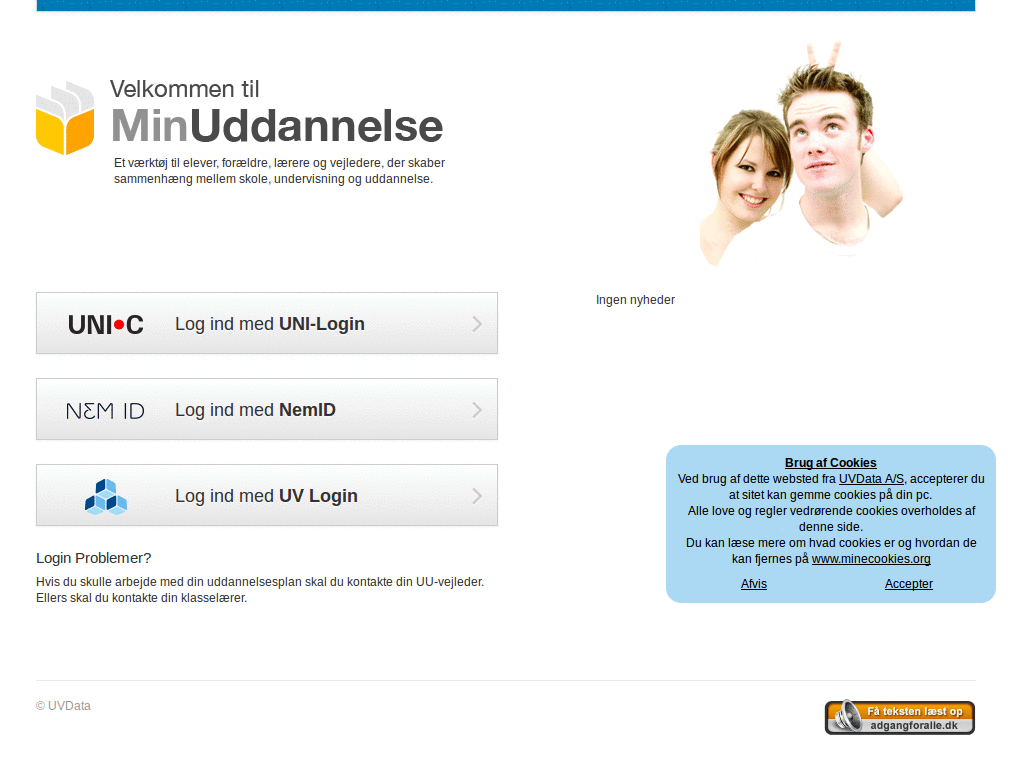 Velkommen til
MinUddannelse
Et værktøj til elever, forældre, lærere og vejledere, der skaber
sammenhæng mellem skole, undervisning og uddannelse.
UNI•C Log ind med UNI-Login
Ingen nyheder
NEM ID Log ind med NemID
Log ind med UV Login
Brug af Cookies
Ved brug af dette websted fra UVData A/S, accepterer du
at sitet kan gemme cookies på din pc.
Alle love og regler vedrørende cookies overholdes af
denne side.
Du kan læse mere om hvad cookies er og hvordan de
kan fjernes på www.minecookies.org
Afvis Accepter
Login Problemer?
Hvis du skulle arbejde med din uddannelsesplan skal du kontakte din UU-vejleder.
Ellers skal du kontakte din klasselærer.
© UVData
Få teksten læst op
adgangforalle.dk